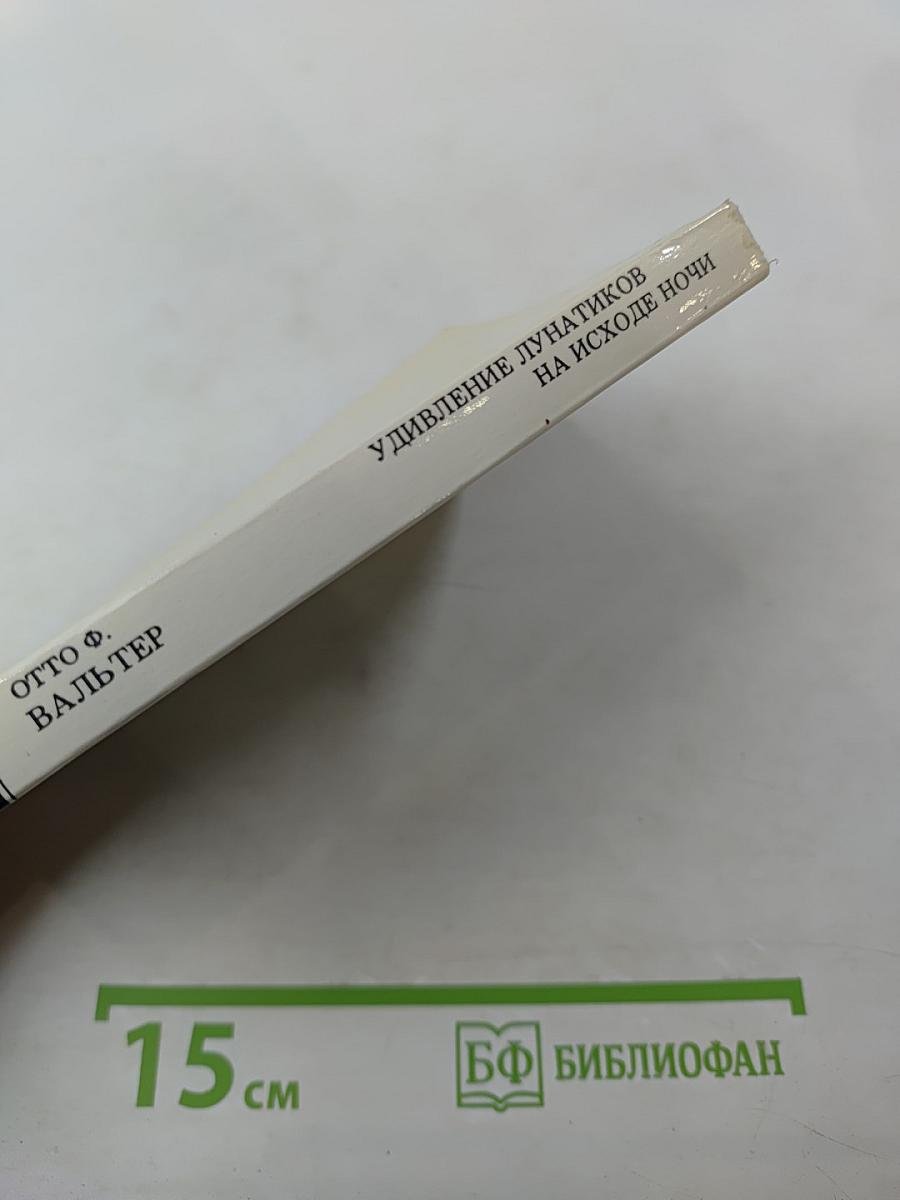 ОТТО Ф.
ВАЛЬТЕР
УДИВЛЕНИЕ ЛУНАТИКОВ
НА ИСХОДЕ НОЧИ
15 см
БФ БИБЛИОФАН